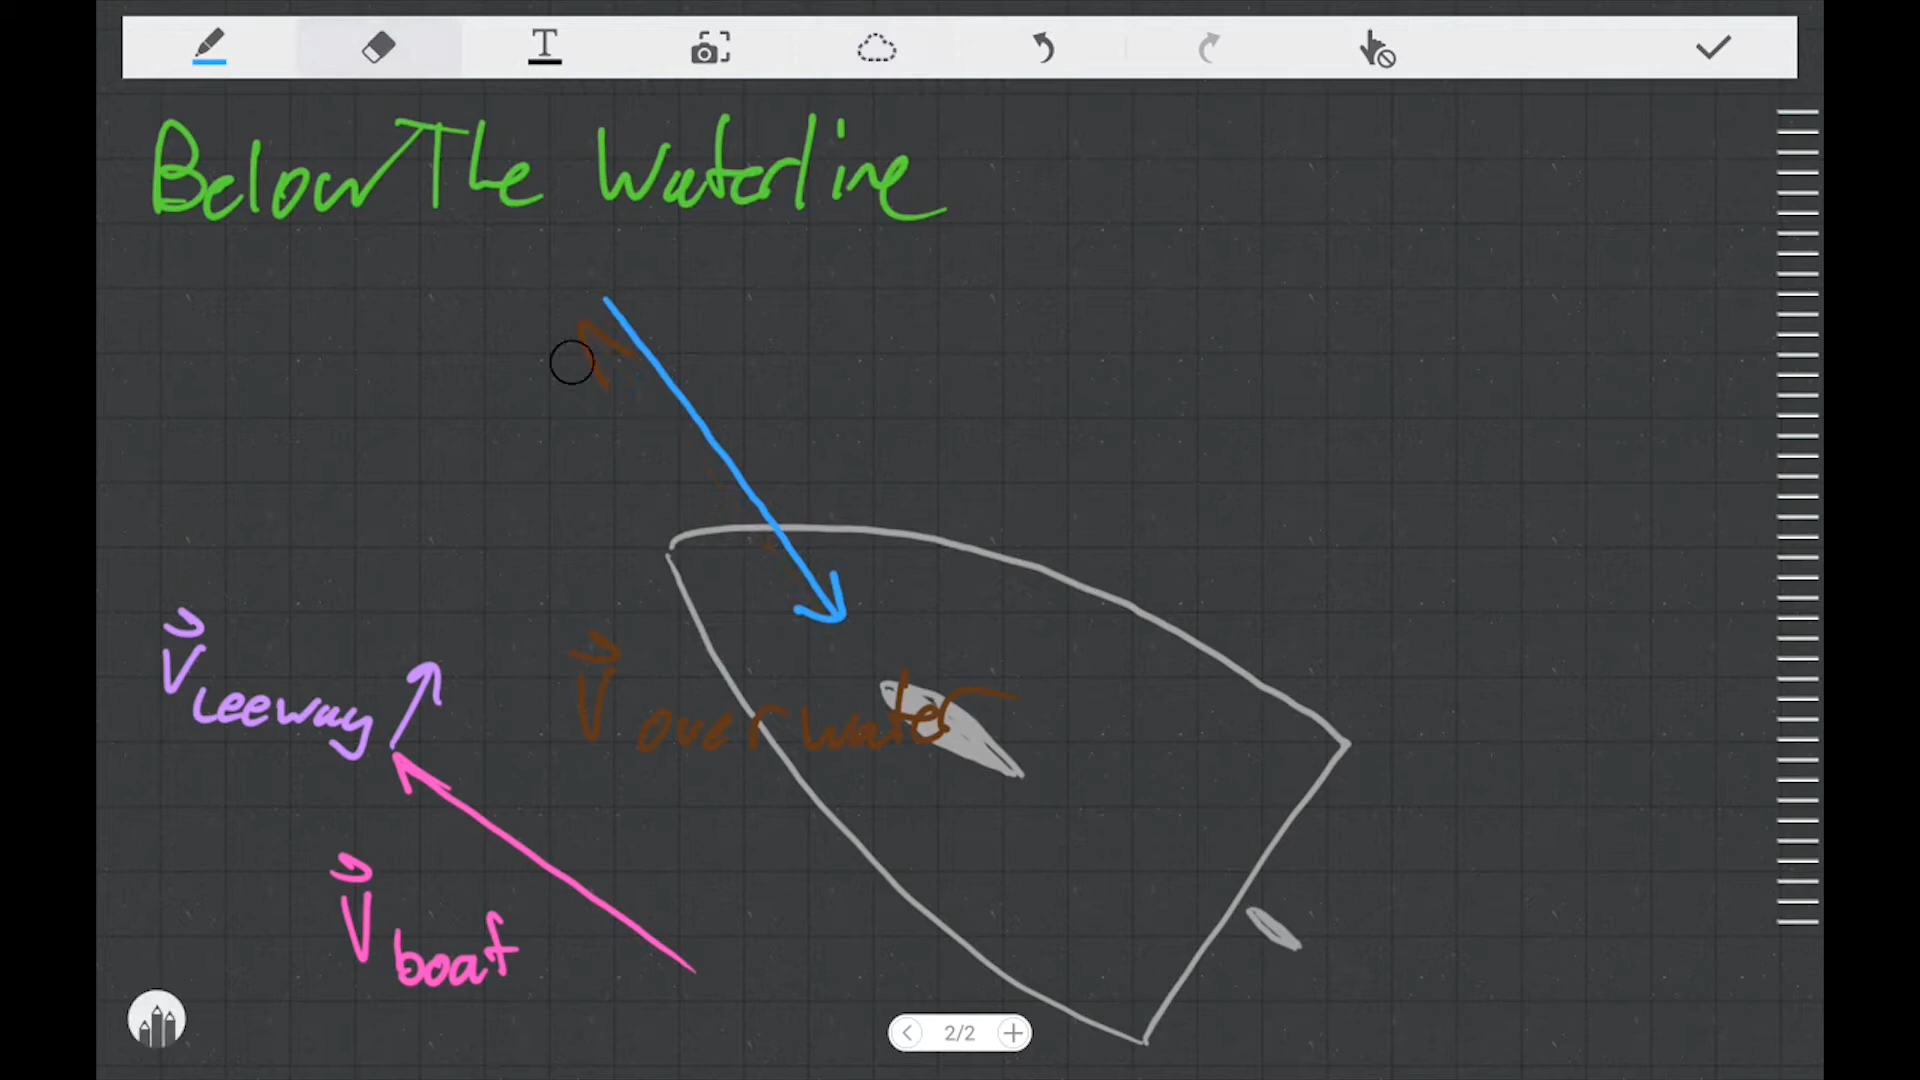 Below The Waterline
V leeway
V over water
V boat
2/2
T